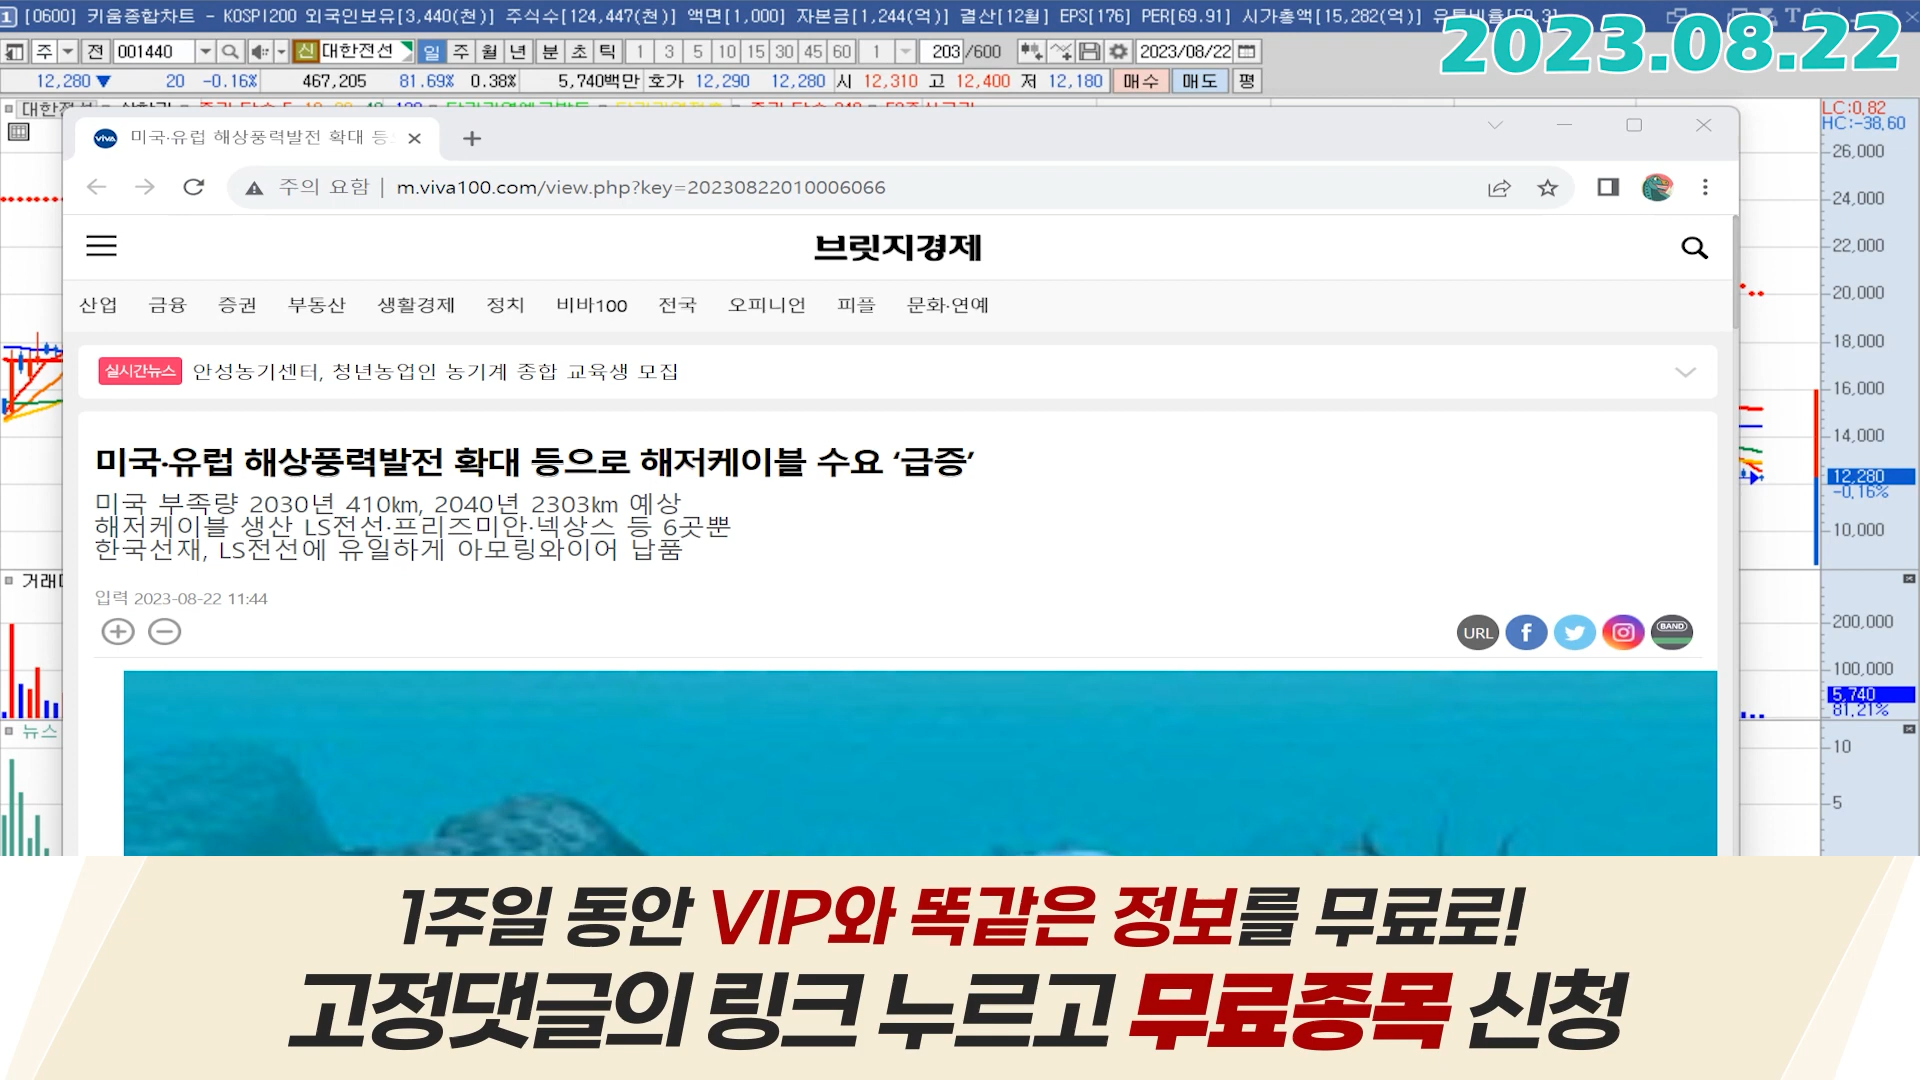 [0600] 키움종합차트 - KOSPI200 외국인보유[3,440(천)] 주식수[124,447(천)] 액면[1,000] 자본금[1,244(억)] 결산[12월] EPS[176] PER[69.91] 시가총액[15,282(억)]
2023.08.22
주 전 001440 신 대한전선 일 주 월 년 분 초 틱 1 3 5 10 15 30 45 60 1 203 /600 2023/08/22
12,280 ▼ 20 -0.16% 467,205 81.69% 0.38% 5,740백만 호가 12,290 12,280 시 12,310 고 12,400 저 12,180 매수 매도 평
LC:0.82
HC:-38.60
미국·유럽 해상풍력발전 확대 등
주의 요함 | m.viva100.com/view.php?key=20230822010006066
브릿지경제
산업 금융 증권 부동산 생활경제 정치 비바100 전국 오피니언 피플 문화·연예
실시간뉴스 안성농기센터, 청년농업인 농기계 종합 교육생 모집
미국·유럽 해상풍력발전 확대 등으로 해저케이블 수요 ‘급증’
미국 부족량 2030년 410㎞, 2040년 2303㎞ 예상
해저케이블 생산 LS전선·프리즈미안·넥상스 등 6곳뿐
한국선재, LS전선에 유일하게 아모링와이어 납품
입력 2023-08-22 11:44
URL
BAND
26,000
24,000
22,000
20,000
18,000
16,000
14,000
12,280
-0.16%
10,000
200,000
100,000
5,740
81.21%
뉴스
10
5
1주일 동안 VIP와 똑같은 정보를 무료로!
고정댓글의 링크 누르고 무료종목 신청